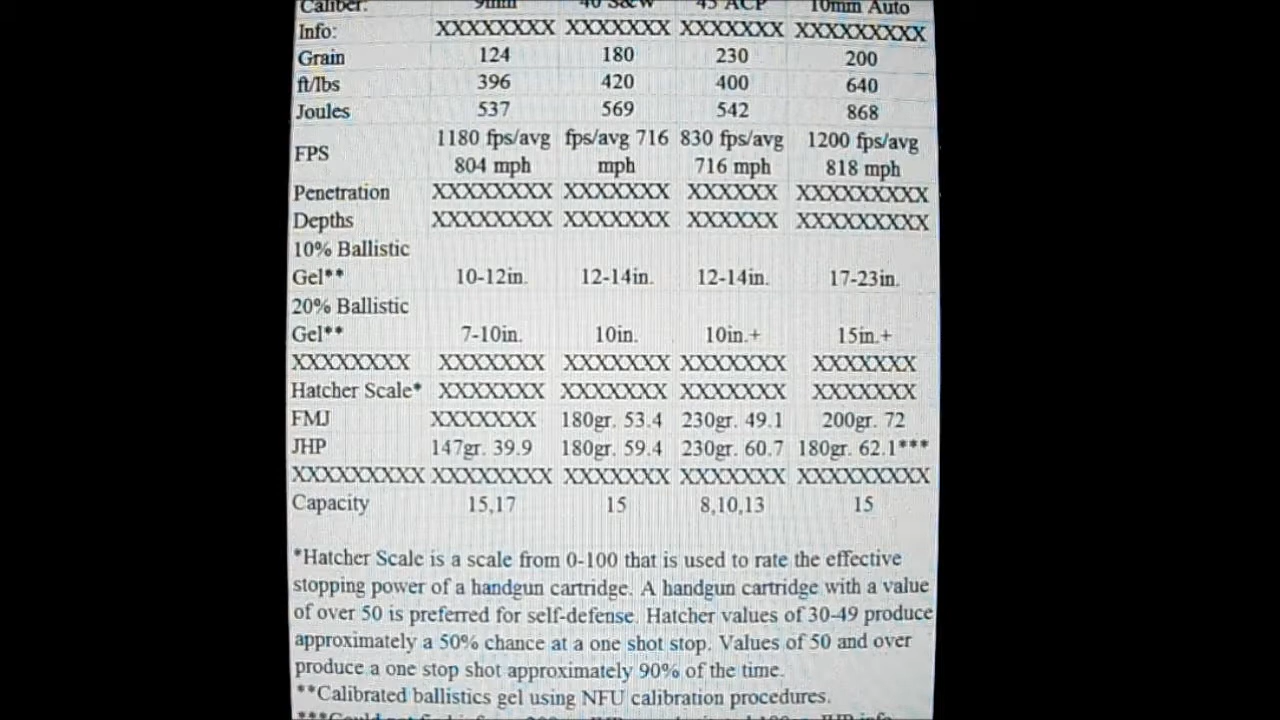 Caliber: 9mm 40 S&W 45 ACP 10mm Auto
Info: XXXXXXXX XXXXXXX XXXXXXX XXXXXXXXX
Grain 124 180 230 200
ft/lbs 396 420 400 640
Joules 537 569 542 868
1180 fps/avg fps/avg 716 830 fps/avg 1200 fps/avg
FPS
804 mph mph 716 mph 818 mph
Penetration XXXXXXXX XXXXXXX XXXXXX XXXXXXXXX
Depths XXXXXXXX XXXXXXX XXXXXX XXXXXXXXX
10% Ballistic
Gel** 10-12in. 12-14in. 12-14in. 17-23in.
20% Ballistic
Gel** 7-10in. 10in. 10in.+ 15in.+
XXXXXXXX XXXXXXX XXXXXXX XXXXXXX XXXXXXX
Hatcher Scale* XXXXXXX XXXXXXX XXXXXXX XXXXXXX
FMJ XXXXXXX 180gr. 53.4 230gr. 49.1 200gr. 72
JHP 147gr. 39.9 180gr. 59.4 230gr. 60.7 180gr. 62.1***
XXXXXXXXX XXXXXXXX XXXXXXX XXXXXXX XXXXXXXXX
Capacity 15,17 15 8,10,13 15
*Hatcher Scale is a scale from 0-100 that is used to rate the effective
stopping power of a handgun cartridge. A handgun cartridge with a value
of over 50 is preferred for self-defense. Hatcher values of 30-49 produce
approximately a 50% chance at a one shot stop. Values of 50 and over
produce a one stop shot approximately 90% of the time.
**Calibrated ballistics gel using NFU calibration procedures.